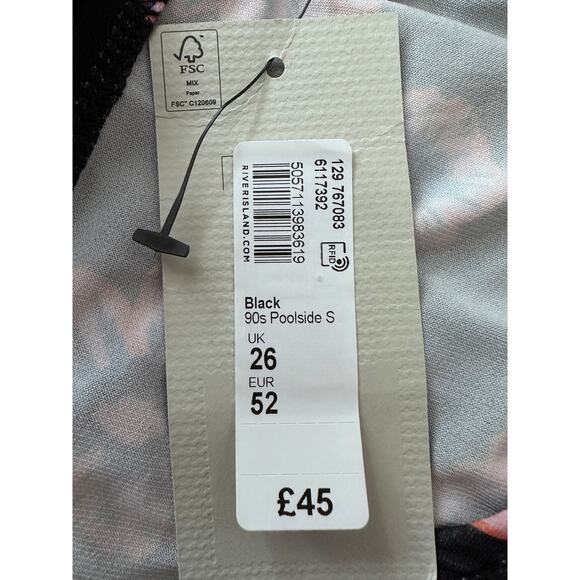 FSC
MIX
Paper
FSC™ C120609
129 767083
6117392
RFID
5057113983619
RIVERISLAND.COM
Black
90s Poolside S
UK
26
EUR
52
£45